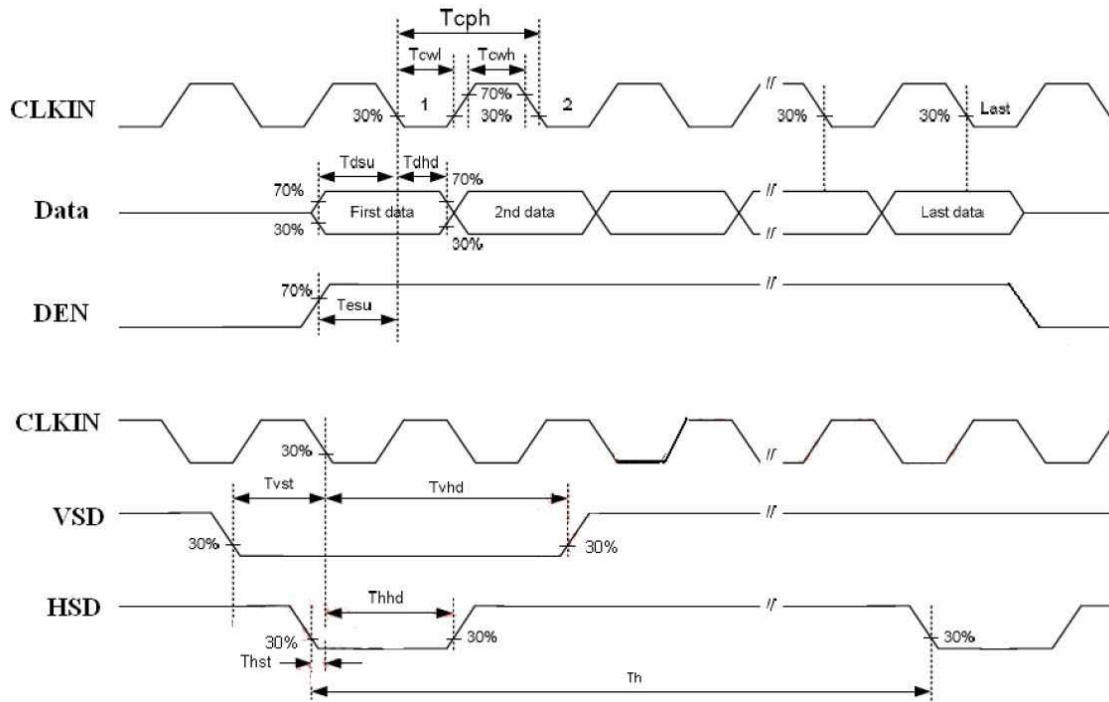 Tcph
Tcwl Tcwh
CLKIN 30% 1 70% 30% 2 // 30% 30% Last
Tdsu Tdhd
70% 70%
Data First data 2nd data // Last data
30% 30%
70% //
DEN Tesu
CLKIN 30% //
Tvst Tvhd
VSD //
30% 30%
HSD Thhd //
30% 30% 30%
Thst
Th